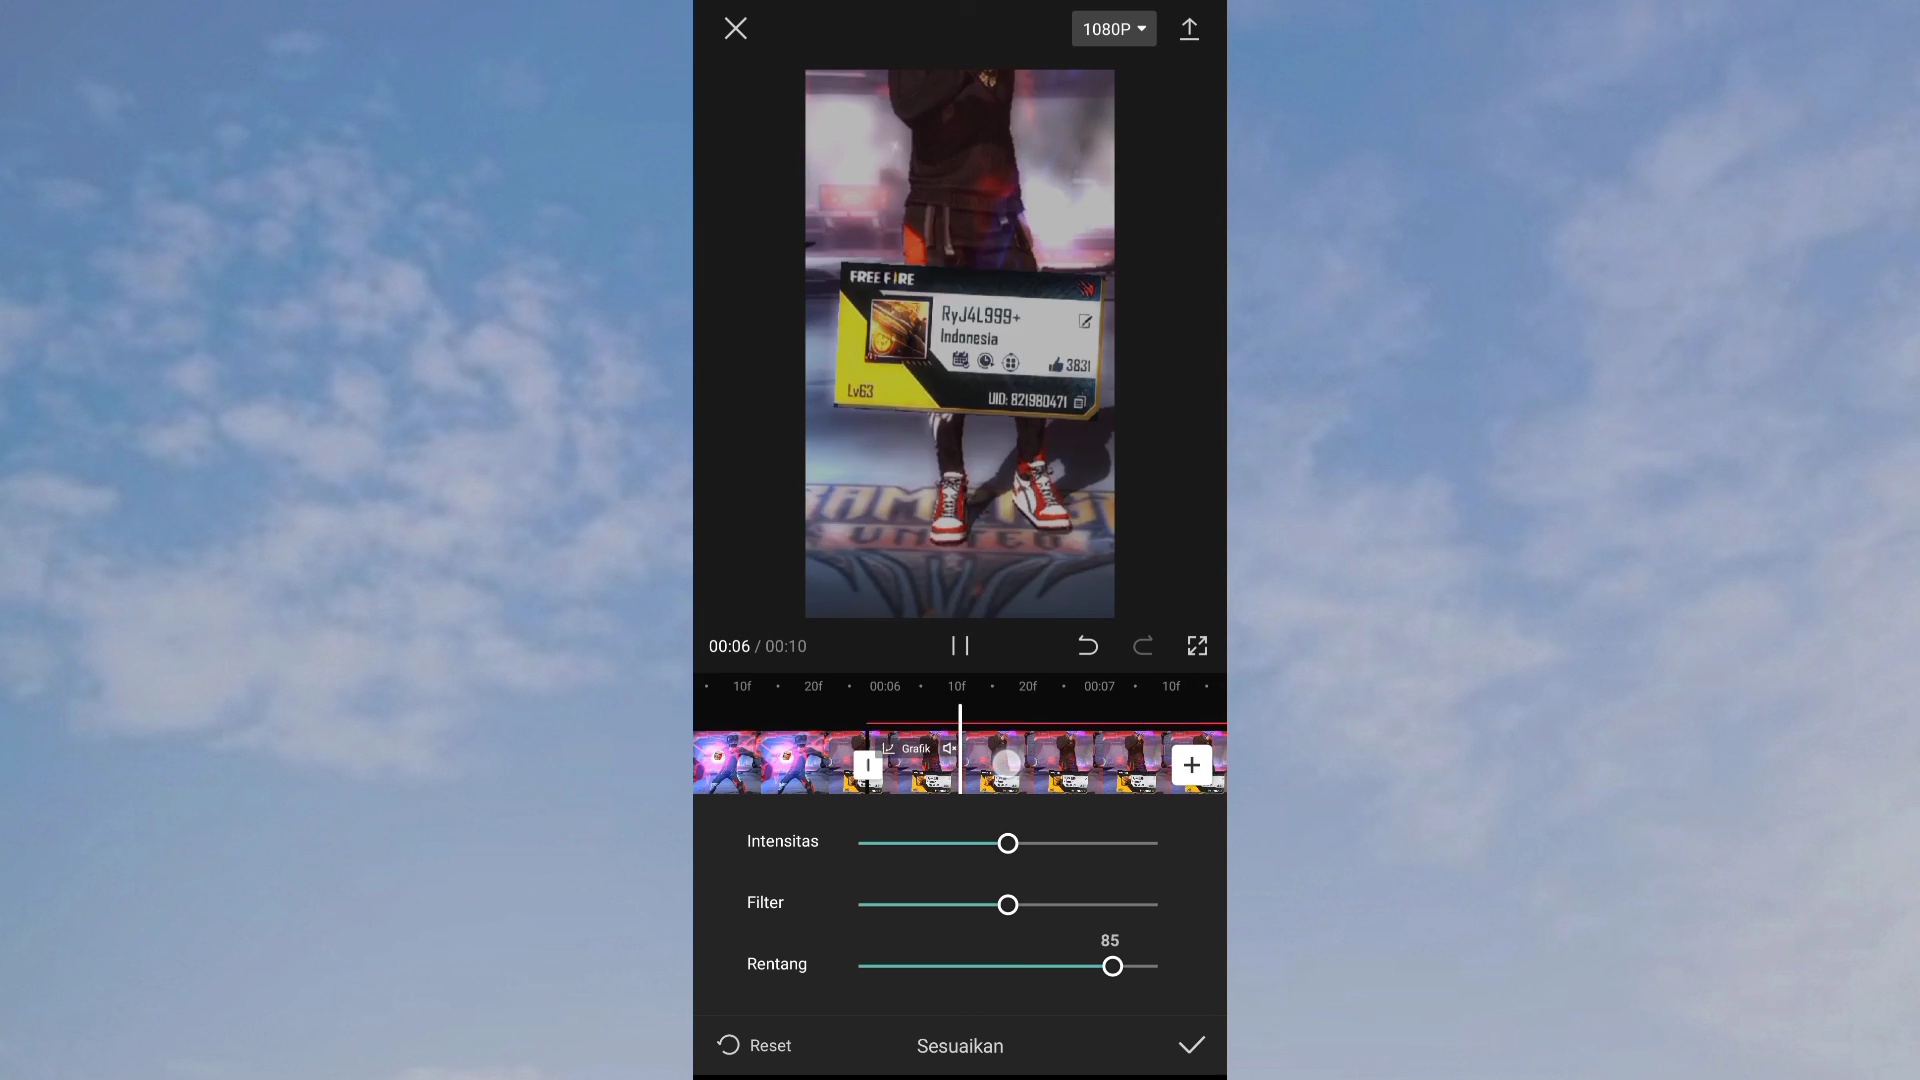 1080P
FREE FIRE
RyJ4L999+
Indonesia
3831
Lv63
UID: 821980471
UNITED
00:06 / 00:10
10f 20f 00:06 10f 20f 00:07 10f
Grafik
Intensitas
Filter
85
Rentang
Reset
Sesuaikan